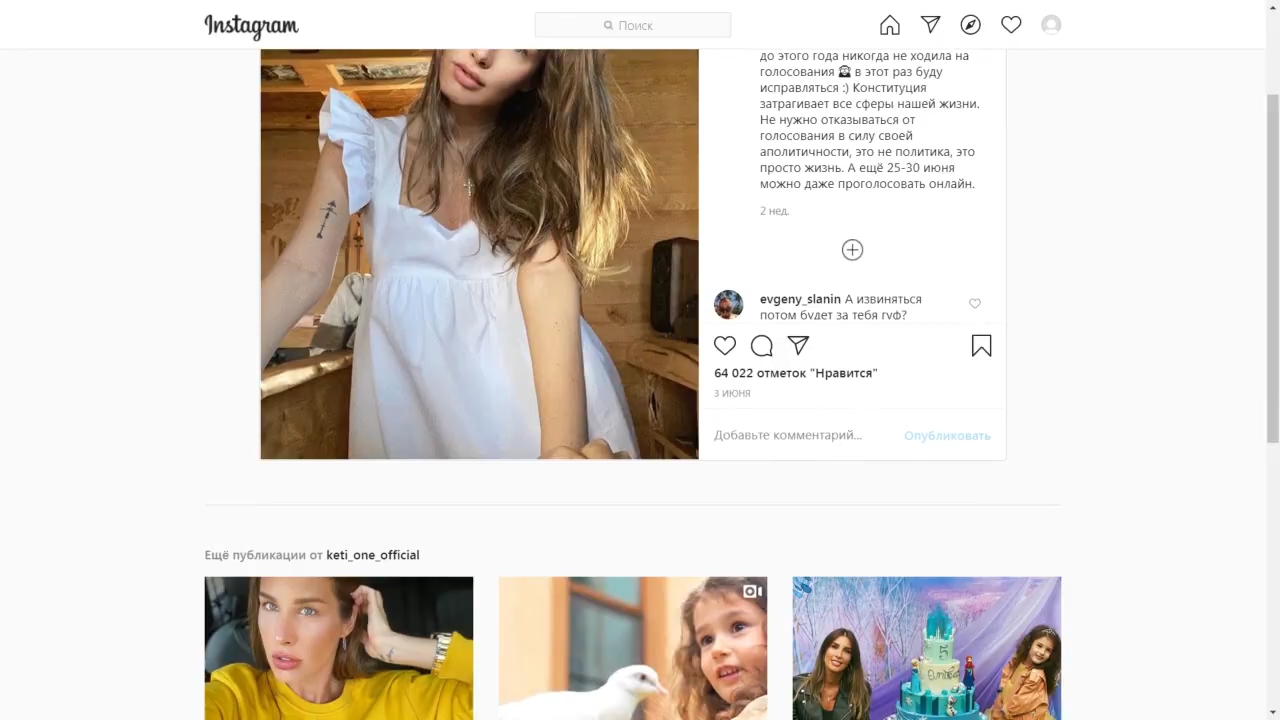 Instagram
Поиск
до этого года никогда не ходила на
голосования 🤷‍♀️ в этот раз буду
исправляться :) Конституция
затрагивает все сферы нашей жизни.
Не нужно отказываться от
голосования в силу своей
аполитичности, это не политика, это
просто жизнь. А ещё 25-30 июня
можно даже проголосовать онлайн.
2 нед.
evgeny_slanin А извиняться
потом будет за тебя гуф?
64 022 отметок "Нравится"
3 ИЮНЯ
Добавьте комментарий...
Опубликовать
Ещё публикации от keti_one_official